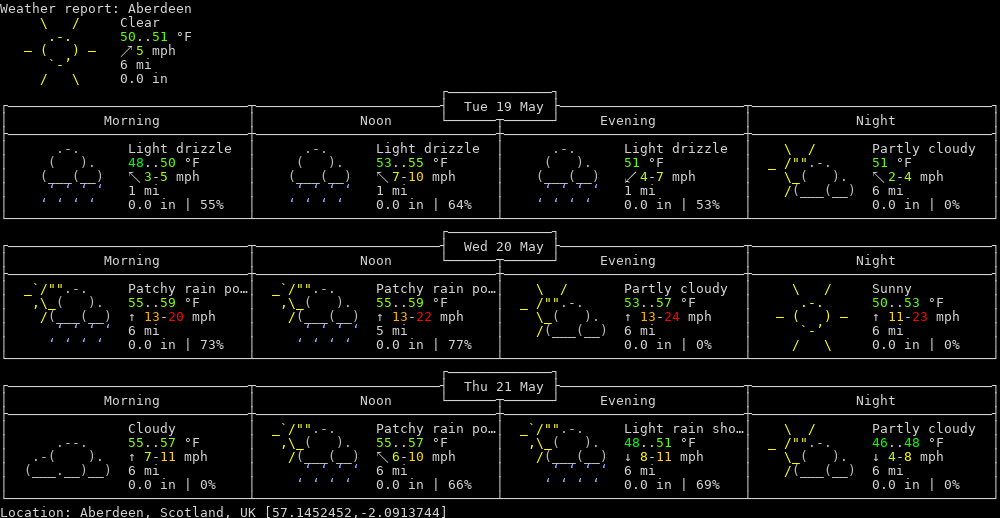 Weather report: Aberdeen
Clear
50..51 °F
↗ 5 mph
6 mi
0.0 in
Tue 19 May
Morning Noon Evening Night
Light drizzle Light drizzle Light drizzle Partly cloudy
48..50 °F 53..55 °F 51 °F 51 °F
↖ 3-5 mph ↖ 7-10 mph ↙ 4-7 mph ↖ 2-4 mph
1 mi 1 mi 1 mi 6 mi
0.0 in | 55% 0.0 in | 64% 0.0 in | 53% 0.0 in | 0%
Wed 20 May
Morning Noon Evening Night
Patchy rain po… Patchy rain po… Partly cloudy Sunny
55..59 °F 55..59 °F 53..57 °F 50..53 °F
↑ 13-20 mph ↑ 13-22 mph ↑ 13-24 mph ↑ 11-23 mph
6 mi 5 mi 6 mi 6 mi
0.0 in | 73% 0.0 in | 77% 0.0 in | 0% 0.0 in | 0%
Thu 21 May
Morning Noon Evening Night
Cloudy Patchy rain po… Light rain sho… Partly cloudy
55..57 °F 55..57 °F 48..51 °F 46..48 °F
↑ 7-11 mph ↖ 6-10 mph ↓ 8-11 mph ↓ 4-8 mph
6 mi 6 mi 6 mi 6 mi
0.0 in | 0% 0.0 in | 66% 0.0 in | 69% 0.0 in | 0%
Location: Aberdeen, Scotland, UK [57.1452452,-2.0913744]